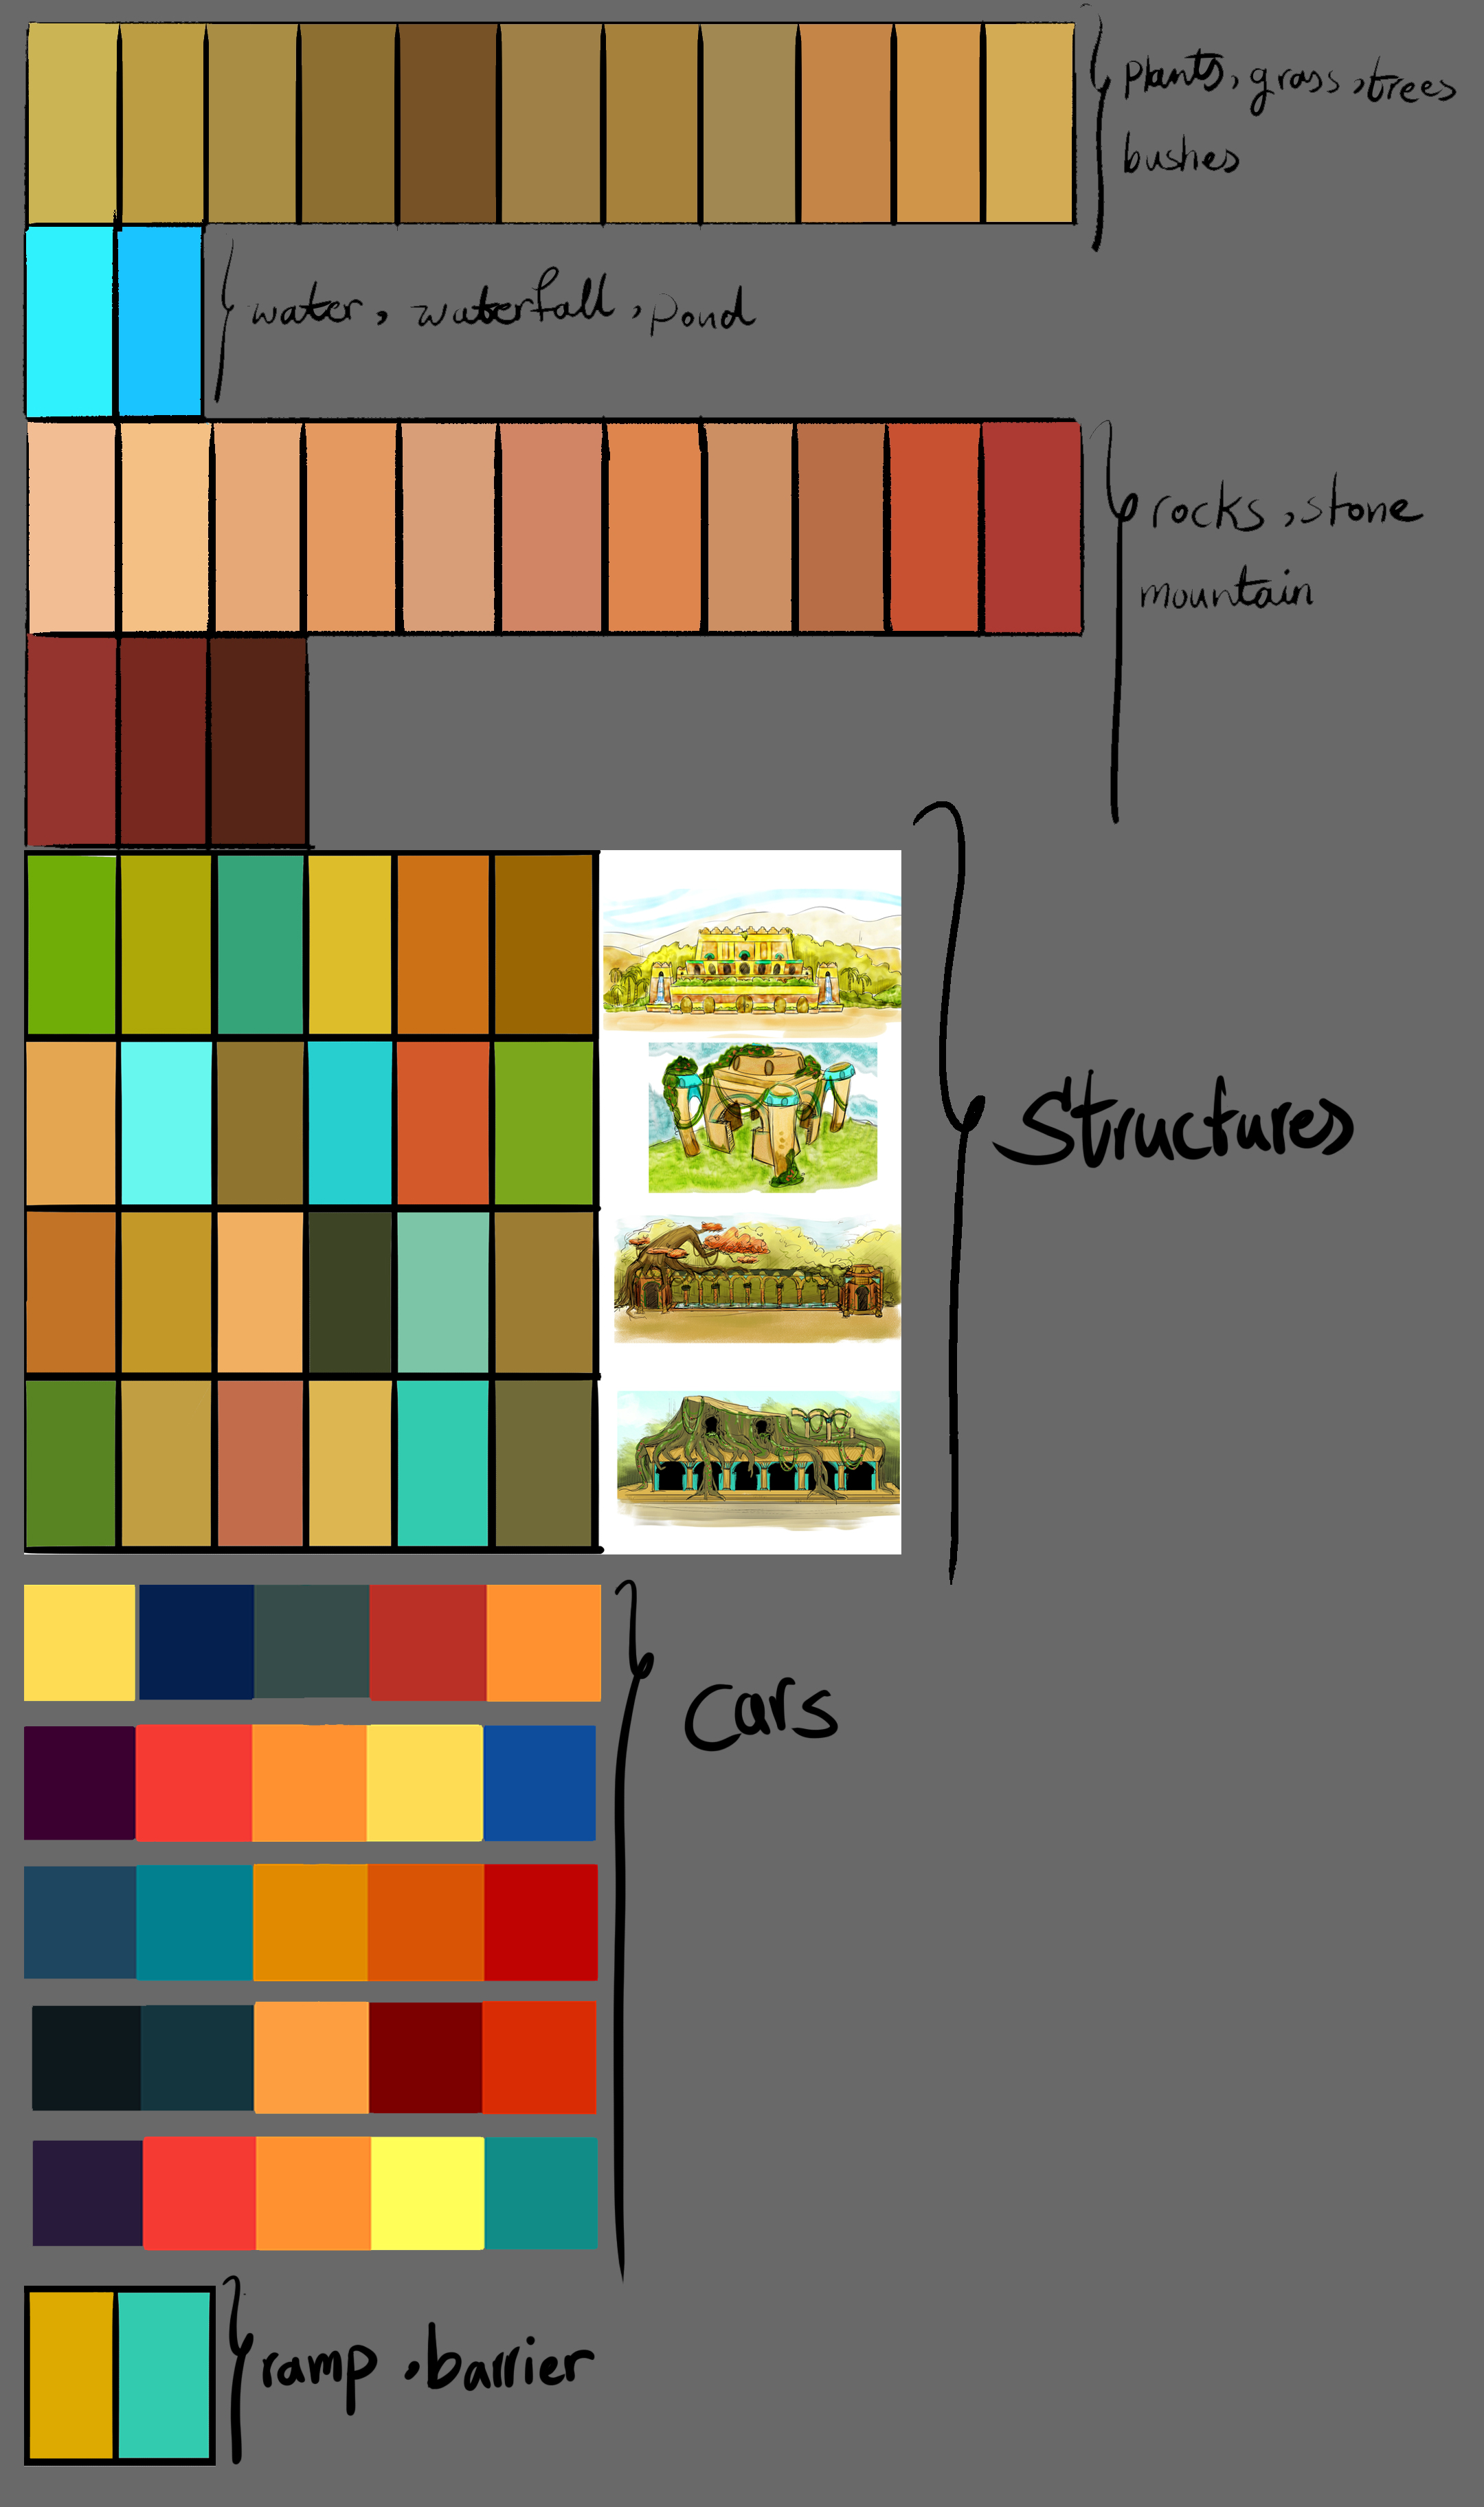 plants, grass, trees
bushes
water, waterfall, pond
rocks, stone
mountain
Structures
Cars
ramp, barrier